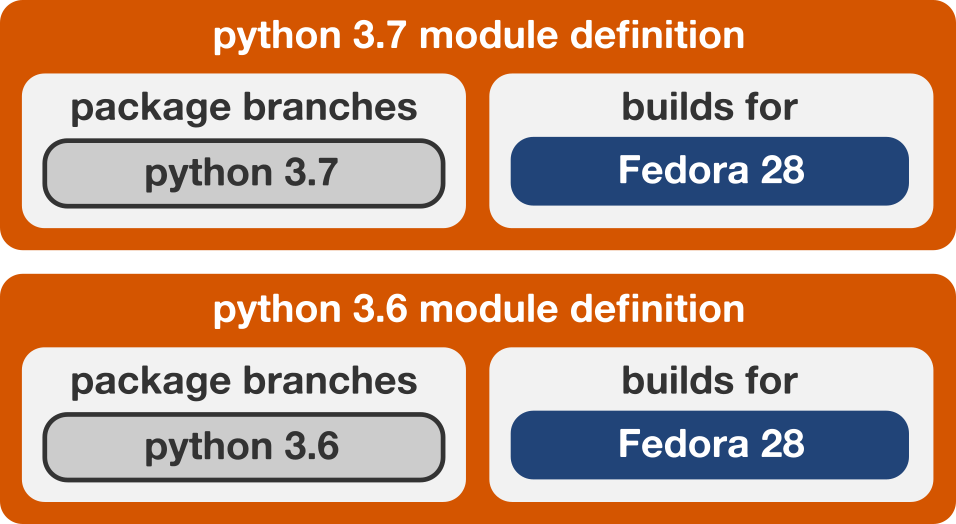 python 3.7 module definition
package branches
python 3.7
builds for
Fedora 28
python 3.6 module definition
package branches
python 3.6
builds for
Fedora 28